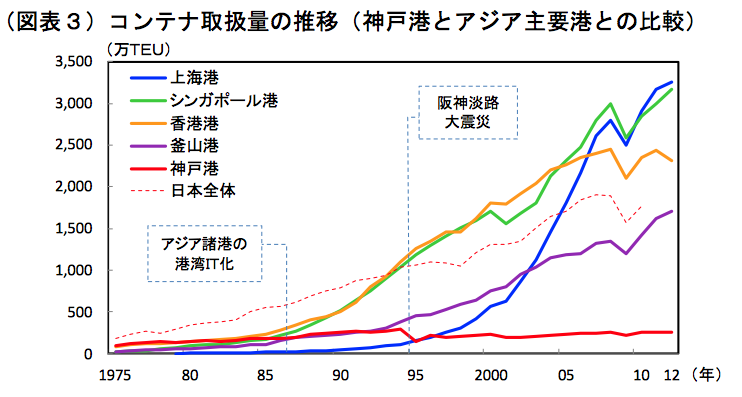 （図表３）コンテナ取扱量の推移（神戸港とアジア主要港との比較）
（万TEU）
3,500
3,000
2,500
2,000
1,500
1,000
500
0
上海港
シンガポール港
香港港
釜山港
神戸港
日本全体
阪神淡路
大震災
アジア諸港の
港湾IT化
1975 80 85 90 95 2000 05 10 12 （年）